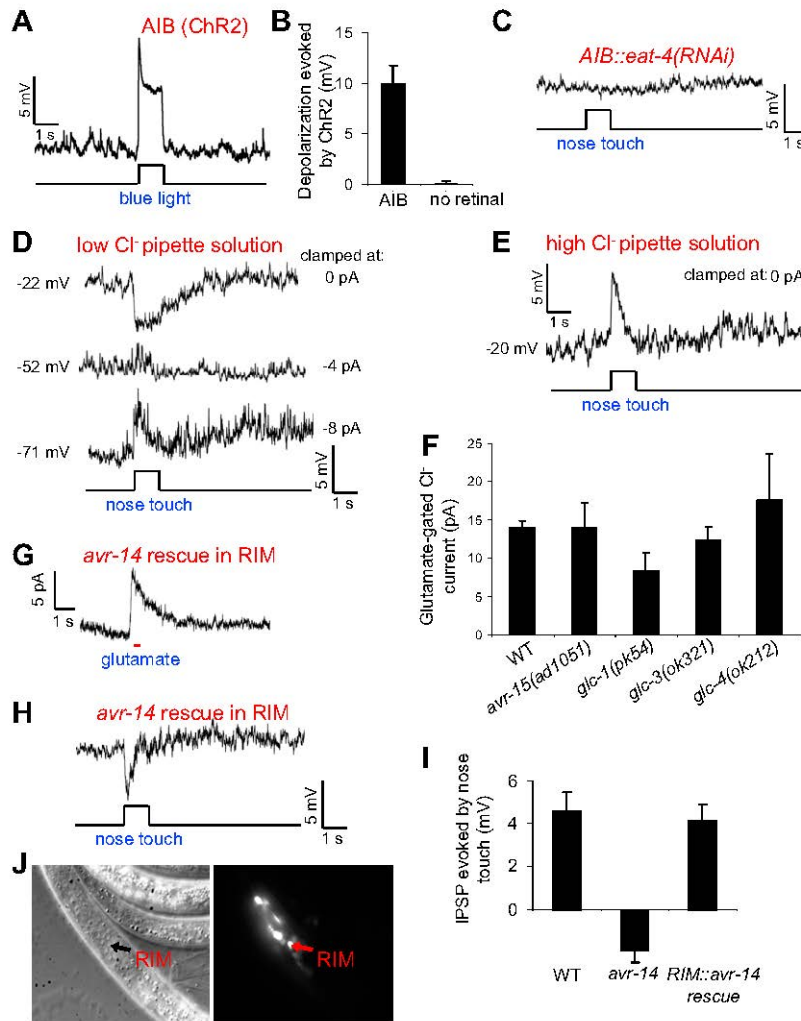 A
AIB (ChR2)
5 mV
1 s
blue light
B
Depolarization evoked
by ChR2 (mV)
15
10
5
0
AIB
no retinal
C
AIB::eat-4(RNAi)
nose touch
5 mV
1 s
D
low Cl- pipette solution
clamped at:
-22 mV
0 pA
-52 mV
-4 pA
-71 mV
-8 pA
nose touch
5 mV
1 s
E
high Cl- pipette solution
5 mV
1 s
clamped at: 0 pA
-20 mV
nose touch
F
Glutamate-gated Cl-
current (pA)
25
20
15
10
5
0
WT
avr-15(ad1051)
glc-1(pk54)
glc-3(ok321)
glc-4(ok212)
G
avr-14 rescue in RIM
5 pA
1 s
glutamate
H
avr-14 rescue in RIM
nose touch
5 mV
1 s
I
IPSP evoked by nose
touch (mV)
6
4
2
0
WT
avr-14
RIM::avr-14
rescue
J
RIM
RIM